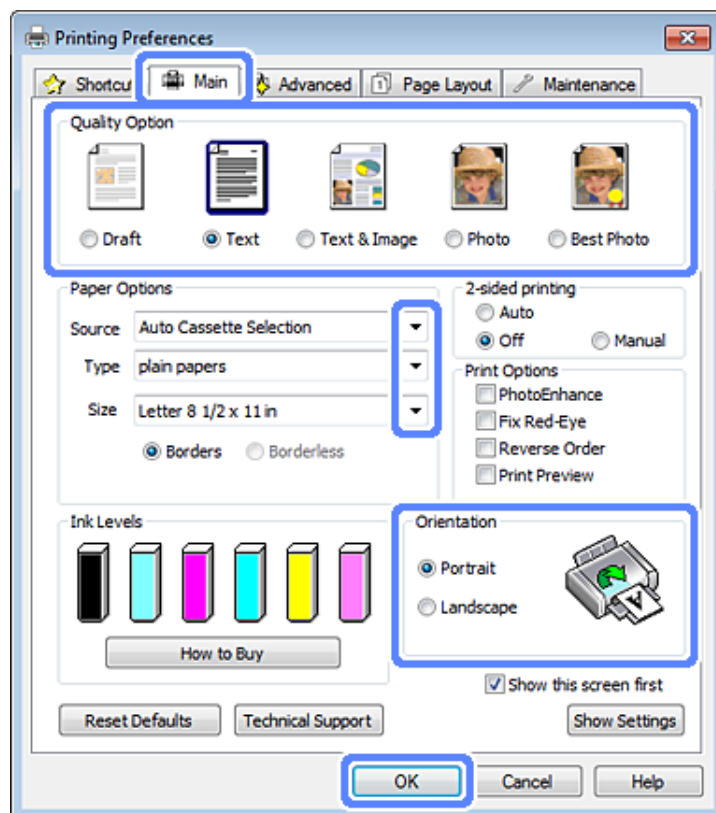 Printing Preferences
Shortcu Main Advanced 1 Page Layout Maintenance
Quality Option
Draft Text Text & Image Photo Best Photo
Paper Options
Source Auto Cassette Selection
Type plain papers
Size Letter 8 1/2 x 11 in
Borders Borderless
2-sided printing
Auto
Off Manual
Print Options
PhotoEnhance
Fix Red-Eye
Reverse Order
Print Preview
Ink Levels
How to Buy
Orientation
Portrait
Landscape
A
Show this screen first
Reset Defaults Technical Support Show Settings
OK Cancel Help